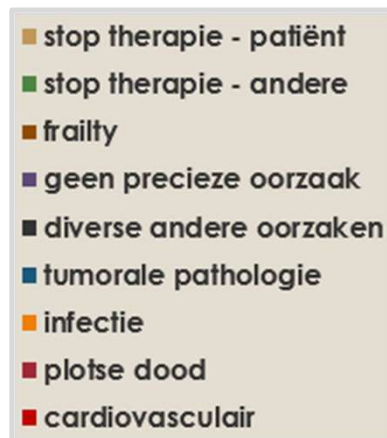 stop therapie - patiënt
stop therapie - andere
frailty
geen precieze oorzaak
diverse andere oorzaken
tumorale pathologie
infectie
plotse dood
cardiovasculair